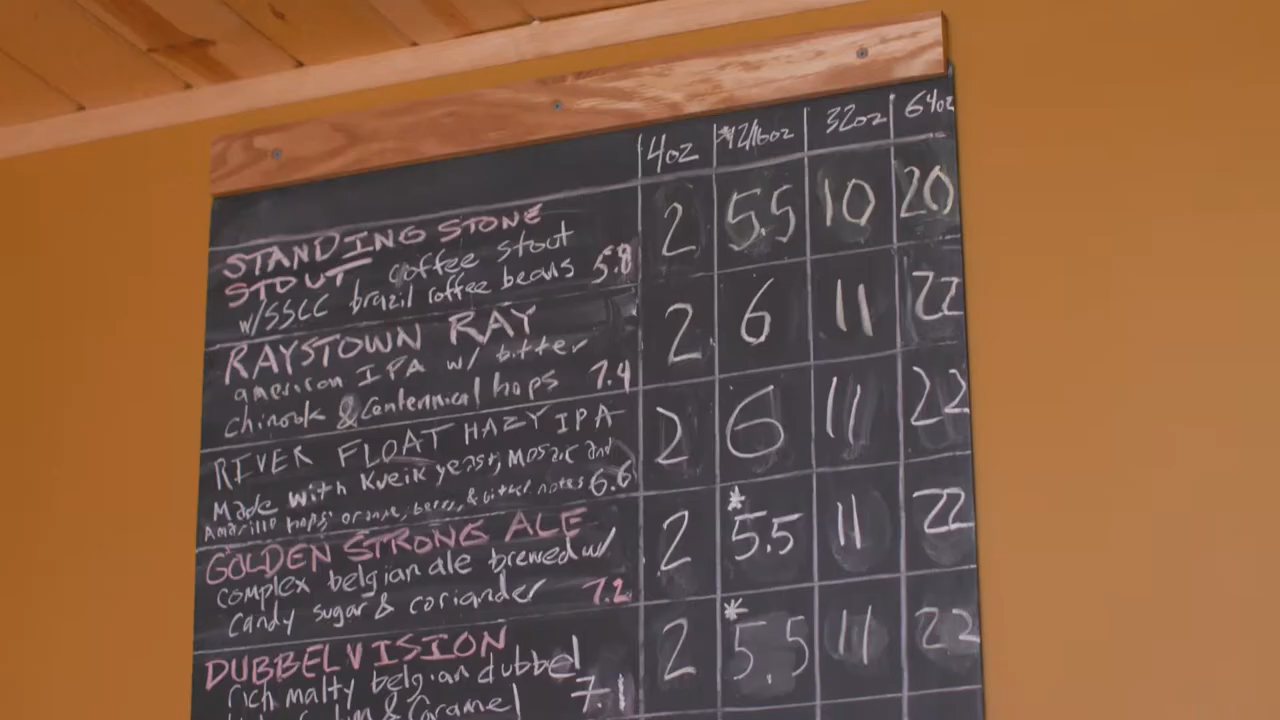 4oz *12/16oz 32oz 64oz
STANDING STONE
STOUT coffee stout
w/SSCC brazil coffee beans 5.8
2 5.5 10 20
RAYSTOWN RAY
american IPA w/ bitter
chinook & Centennical hops 7.4
2 6 11 22
RIVER FLOAT HAZY IPA
Made with Kveik yeast, Mosaic and
Amarillo hops; orange, berry, & bitter notes 6.6
2 6 11 22
GOLDEN STRONG ALE
complex belgian ale brewed w/
candy sugar & coriander 7.2
2 *5.5 11 22
DUBBELVISION
rich malty belgian dubbel
& Caramel 7.1
2 *5.5 11 22